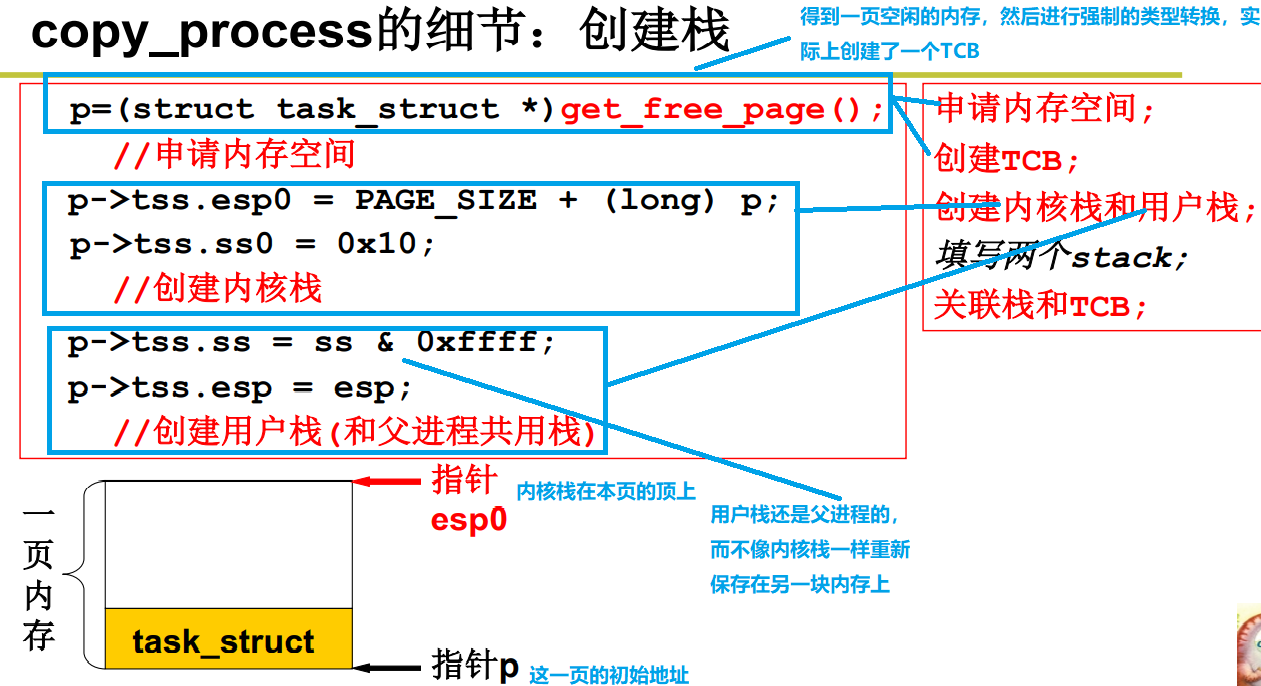 copy_process的细节：创建栈
得到一页空闲的内存，然后进行强制的类型转换，实
际上创建了一个TCB
p=(struct task_struct *)get_free_page();
//申请内存空间
p->tss.esp0 = PAGE_SIZE + (long) p;
p->tss.ss0 = 0x10;
//创建内核栈
p->tss.ss = ss & 0xffff;
p->tss.esp = esp;
//创建用户栈(和父进程共用栈)
申请内存空间;
创建TCB;
创建内核栈和用户栈;
填写两个stack;
关联栈和TCB;
一页内存
指针
esp0
内核栈在本页的顶上
用户栈还是父进程的，
而不像内核栈一样重新
保存在另一块内存上
task_struct
指针p
这一页的初始地址